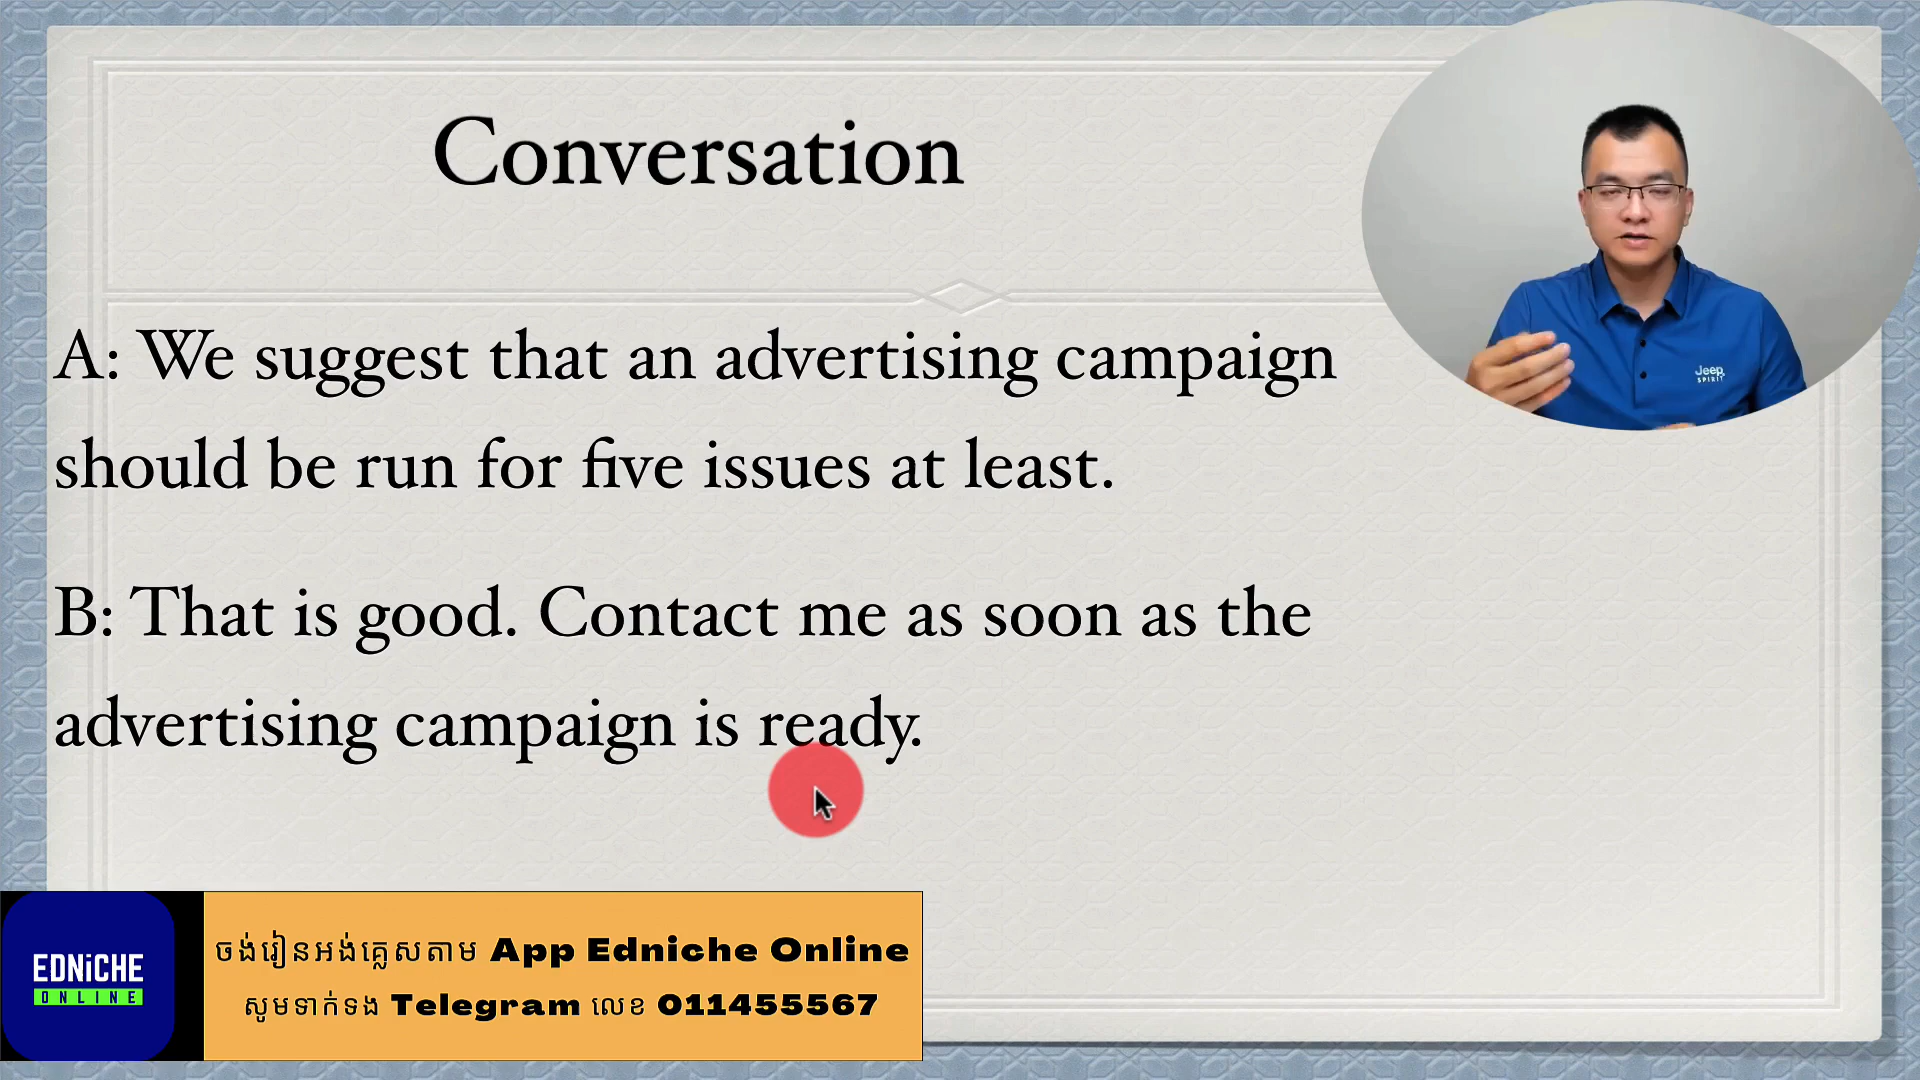 Conversation
A: We suggest that an advertising campaign
should be run for five issues at least.
B: That is good. Contact me as soon as the
advertising campaign is ready.
Jeep
SPIRIT
EDNiCHE
ONLINE
ចង់រៀនអង់គ្លេសតាម App Edniche Online
សូមទាក់ទង Telegram លេខ 011455567